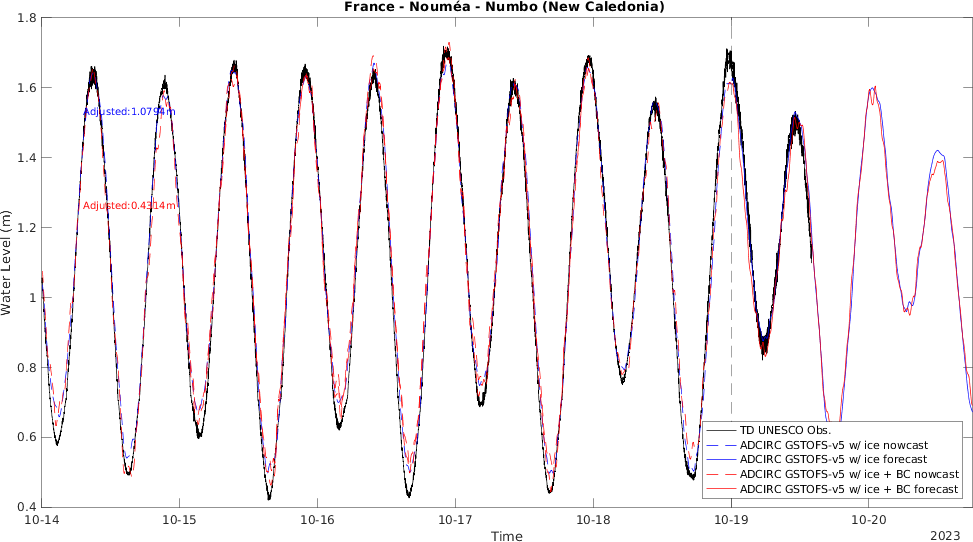 France - Nouméa - Numbo (New Caledonia)
1.8
1.6
1.4
1.2
1
0.8
0.6
0.4
Water Level (m)
Adjusted:1.0794m
Adjusted:0.4314m
TD UNESCO Obs.
ADCIRC GSTOFS-v5 w/ ice nowcast
ADCIRC GSTOFS-v5 w/ ice forecast
ADCIRC GSTOFS-v5 w/ ice + BC nowcast
ADCIRC GSTOFS-v5 w/ ice + BC forecast
10-14 10-15 10-16 10-17 10-18 10-19 10-20
Time
2023